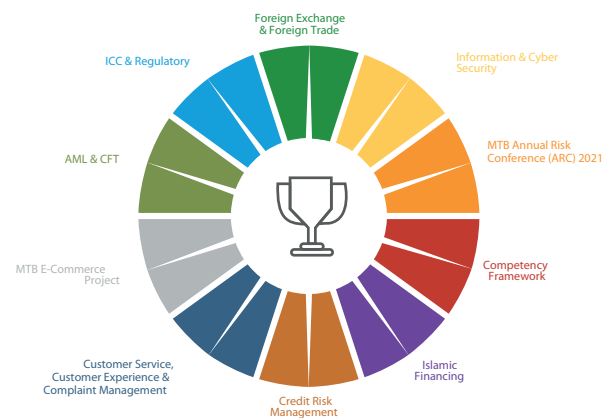 Foreign Exchange
& Foreign Trade
Information & Cyber
Security
MTB Annual Risk
Conference (ARC) 2021
Competency
Framework
Islamic
Financing
Credit Risk
Management
Customer Service,
Customer Experience &
Complaint Management
MTB E-Commerce
Project
AML & CFT
ICC & Regulatory